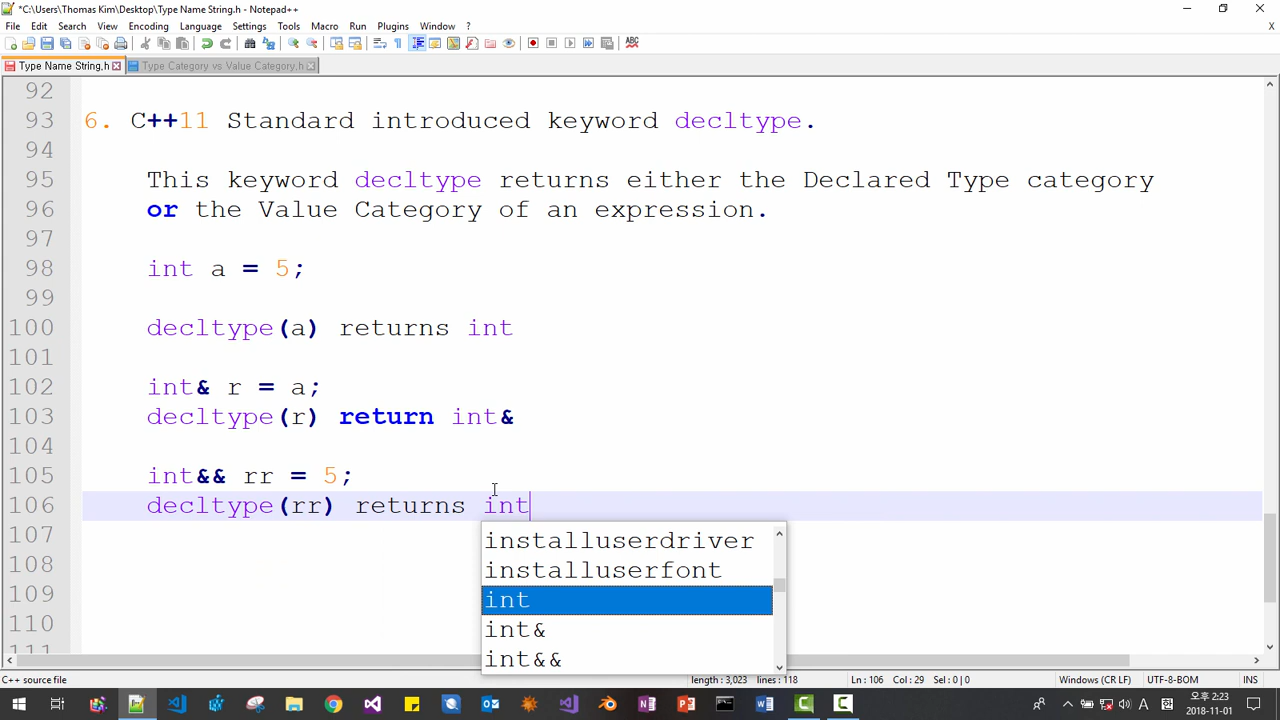 *C:\Users\Thomas Kim\Desktop\Type Name String.h - Notepad++
File Edit Search View Encoding Language Settings Tools Macro Run Plugins Window ?
X
Type Name String.h
Type Category vs Value Category.h
92
93 6. C++11 Standard introduced keyword decltype.
94
95 This keyword decltype returns either the Declared Type category
96 or the Value Category of an expression.
97
98 int a = 5;
99
100 decltype(a) returns int
101
102 int& r = a;
103 decltype(r) return int&
104
105 int&& rr = 5;
106 decltype(rr) returns int
107
installuserdriver
108
installuserfont
109
int
110
int&
111
int&&
C++ source file length : 3,023 lines : 118 Ln : 106 Col : 29 Sel : 0 | 0 Windows (CR LF) UTF-8-BOM INS
A 한 오후 2:23
2018-11-01